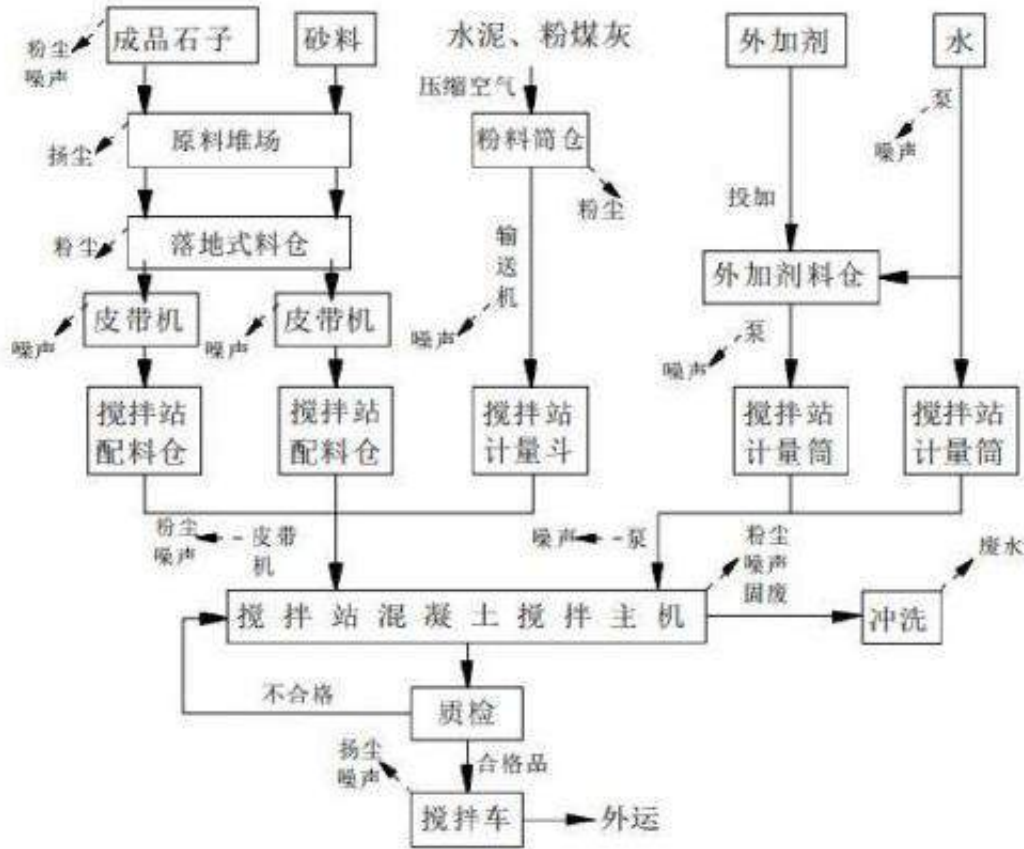 成品石子
砂料
水泥、粉煤灰
外加剂
水
粉尘
噪声
压缩空气
泵
噪声
扬尘
原料堆场
粉料筒仓
粉尘
投加
粉尘
落地式料仓
输
送
机
外加剂料仓
噪声
皮带机
噪声
皮带机
噪声
泵
噪声
搅拌站
配料仓
搅拌站
配料仓
搅拌站
计量斗
搅拌站
计量筒
搅拌站
计量筒
粉尘
噪声
皮带
机
噪声
泵
粉尘
噪声
固废
废水
搅拌站混凝土搅拌主机
冲洗
不合格
质检
扬尘
噪声
合格品
搅拌车
外运